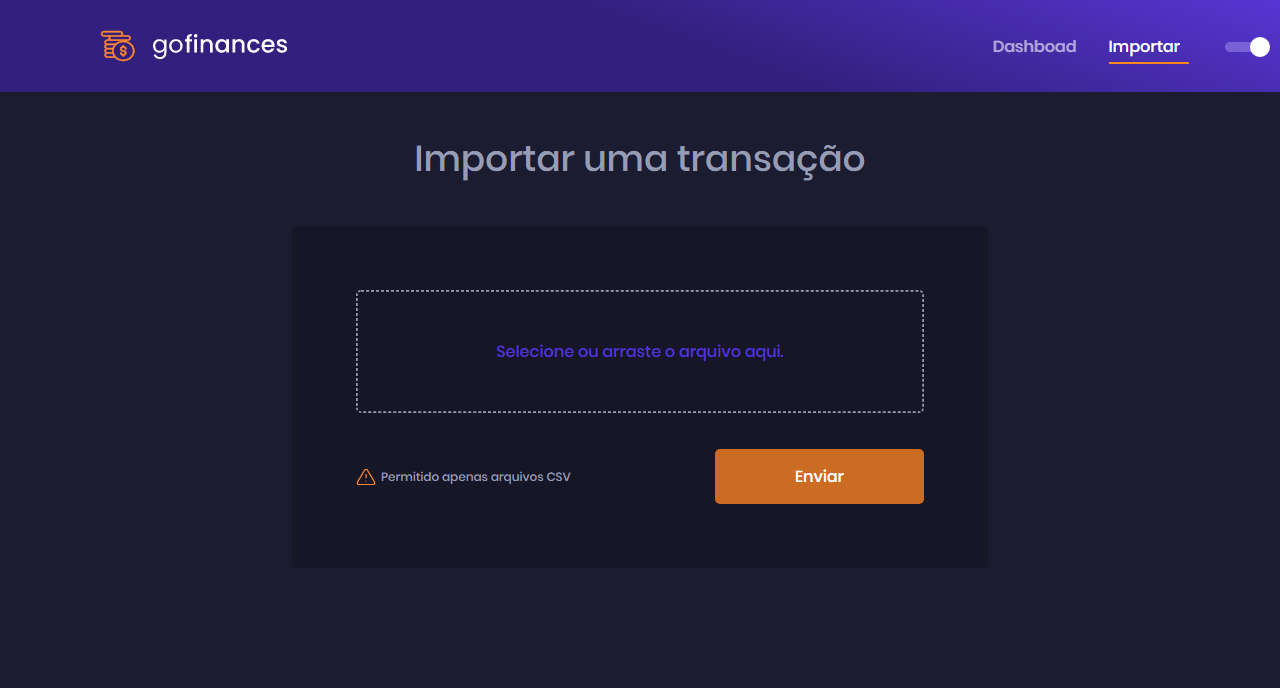 gofinances
Dashboad
Importar
Importar uma transação
Selecione ou arraste o arquivo aqui.
Permitido apenas arquivos CSV
Enviar